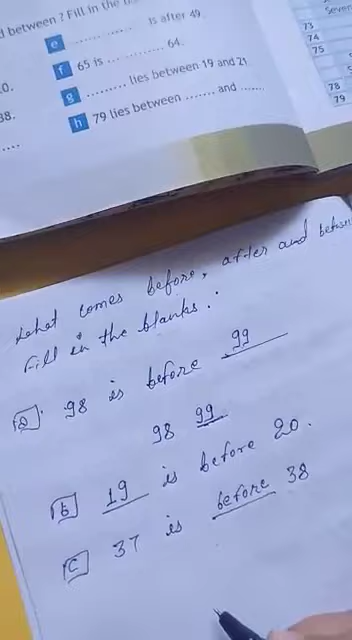 between ? Fill in the
e ............ is after 49.
f 65 is ............ 64.
g ......... lies between 19 and 21
h 79 lies between ....... and ......
0.
38.
....
73
74
75
78
79
what comes before, after and between
Fill in the blanks :
a 98 is before 99
98 99
b 19 is before 20.
c 37 is before 38